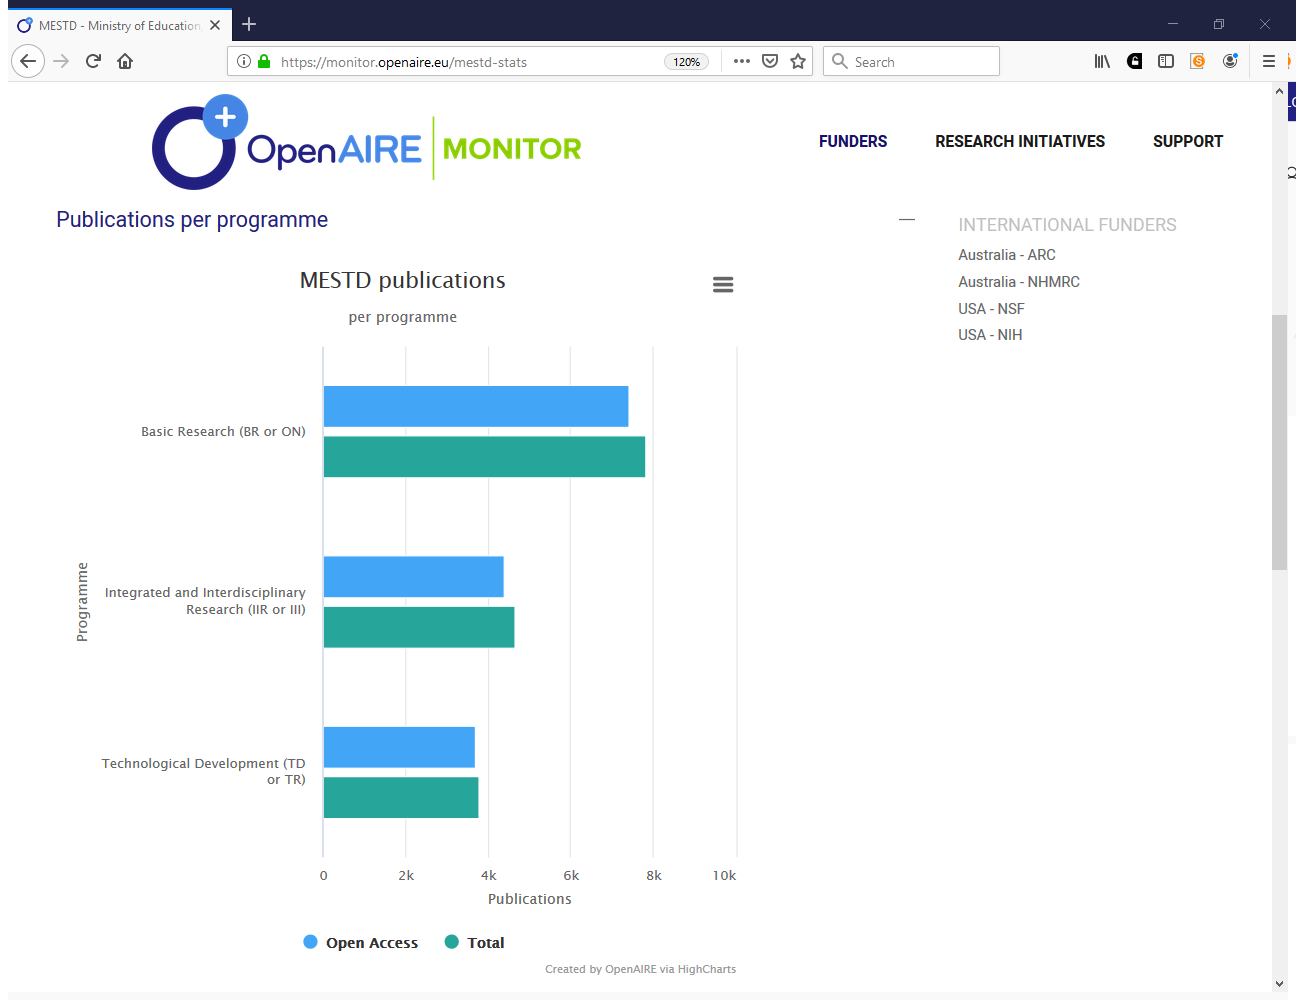 MESTD - Ministry of Education,
https://monitor.openaire.eu/mestd-stats
120%
Search
OpenAIRE | MONITOR
FUNDERS
RESEARCH INITIATIVES
SUPPORT
Publications per programme
INTERNATIONAL FUNDERS
Australia - ARC
Australia - NHMRC
USA - NSF
USA - NIH
MESTD publications
per programme
Programme
Basic Research (BR or ON)
Integrated and Interdisciplinary
Research (IIR or III)
Technological Development (TD
or TR)
0 2k 4k 6k 8k 10k
Publications
Open Access
Total
Created by OpenAIRE via HighCharts